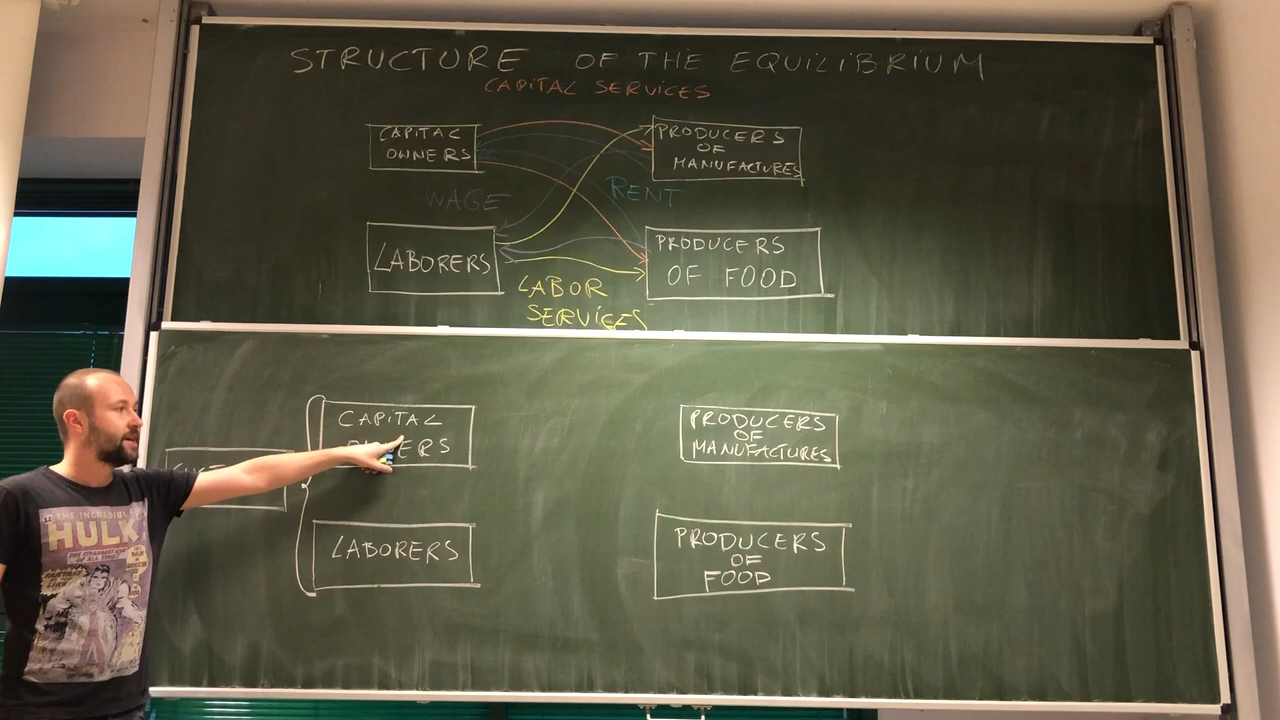 STRUCTURE OF THE EQUILIBRIUM
CAPITAL SERVICES
CAPITAL
OWNERS
PRODUCERS
OF
MANUFACTURES
WAGE
RENT
LABORERS
PRODUCERS
OF FOOD
LABOR
SERVICES
CAPITAL
PRODUCERS
OF
MANUFACTURES
LABORERS
PRODUCERS
OF
FOOD
THE INCREDIBLE
HULK